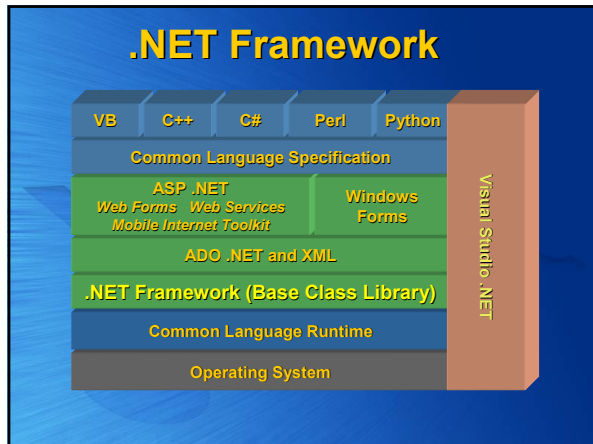 .NET Framework
VB C++ C# Perl Python
Common Language Specification
ASP .NET
Web Forms Web Services
Mobile Internet Toolkit
Windows
Forms
ADO .NET and XML
.NET Framework (Base Class Library)
Common Language Runtime
Operating System
Visual Studio .NET